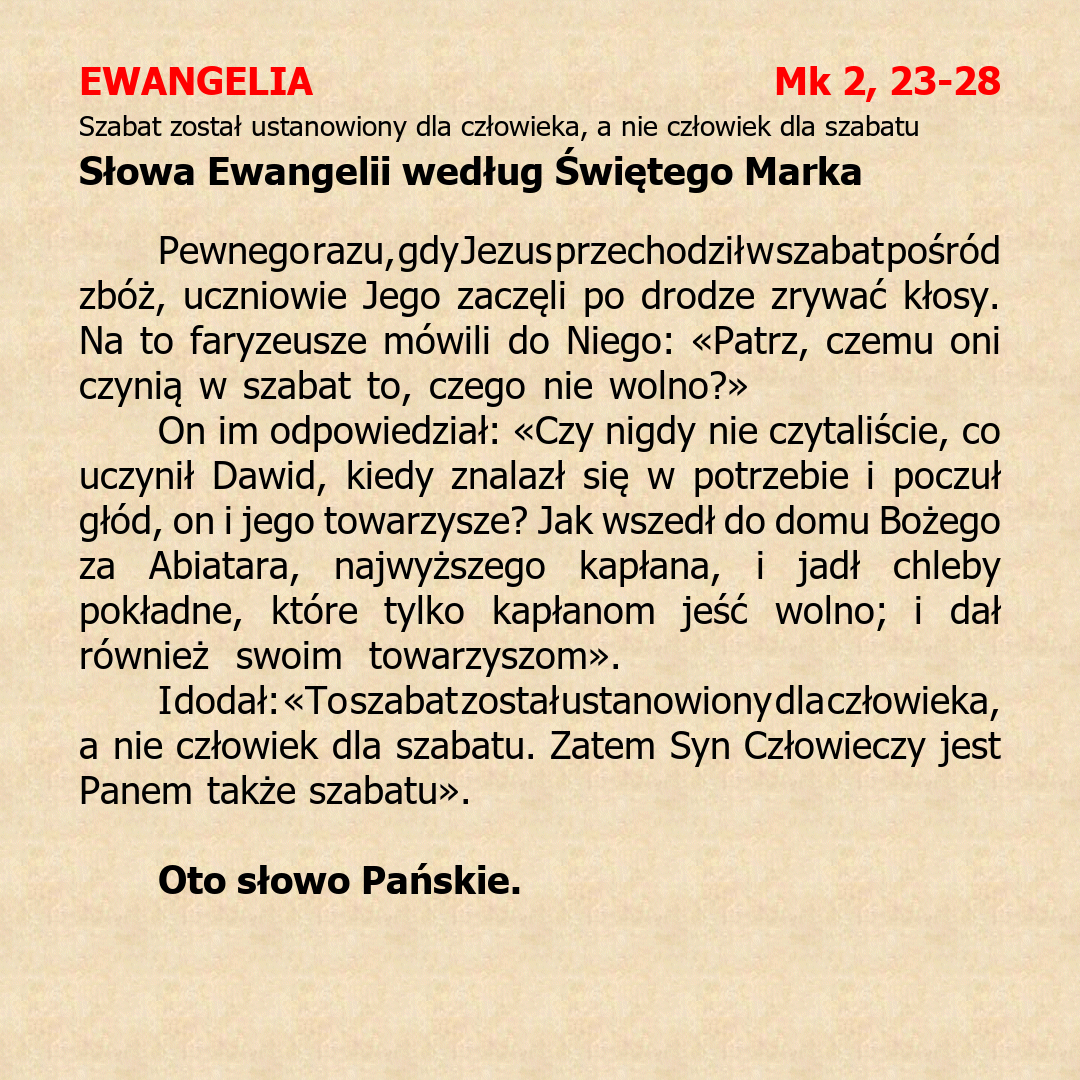 EWANGELIA Mk 2, 23-28
Szabat został ustanowiony dla człowieka, a nie człowiek dla szabatu
Słowa Ewangelii według Świętego Marka
Pewnego razu, gdy Jezus przechodził w szabat pośród
zbóż, uczniowie Jego zaczęli po drodze zrywać kłosy.
Na to faryzeusze mówili do Niego: «Patrz, czemu oni
czynią w szabat to, czego nie wolno?»
On im odpowiedział: «Czy nigdy nie czytaliście, co
uczynił Dawid, kiedy znalazł się w potrzebie i poczuł
głód, on i jego towarzysze? Jak wszedł do domu Bożego
za Abiatara, najwyższego kapłana, i jadł chleby
pokładne, które tylko kapłanom jeść wolno; i dał
również swoim towarzyszom».
I dodał: «To szabat został ustanowiony dla człowieka,
a nie człowiek dla szabatu. Zatem Syn Człowieczy jest
Panem także szabatu».
Oto słowo Pańskie.